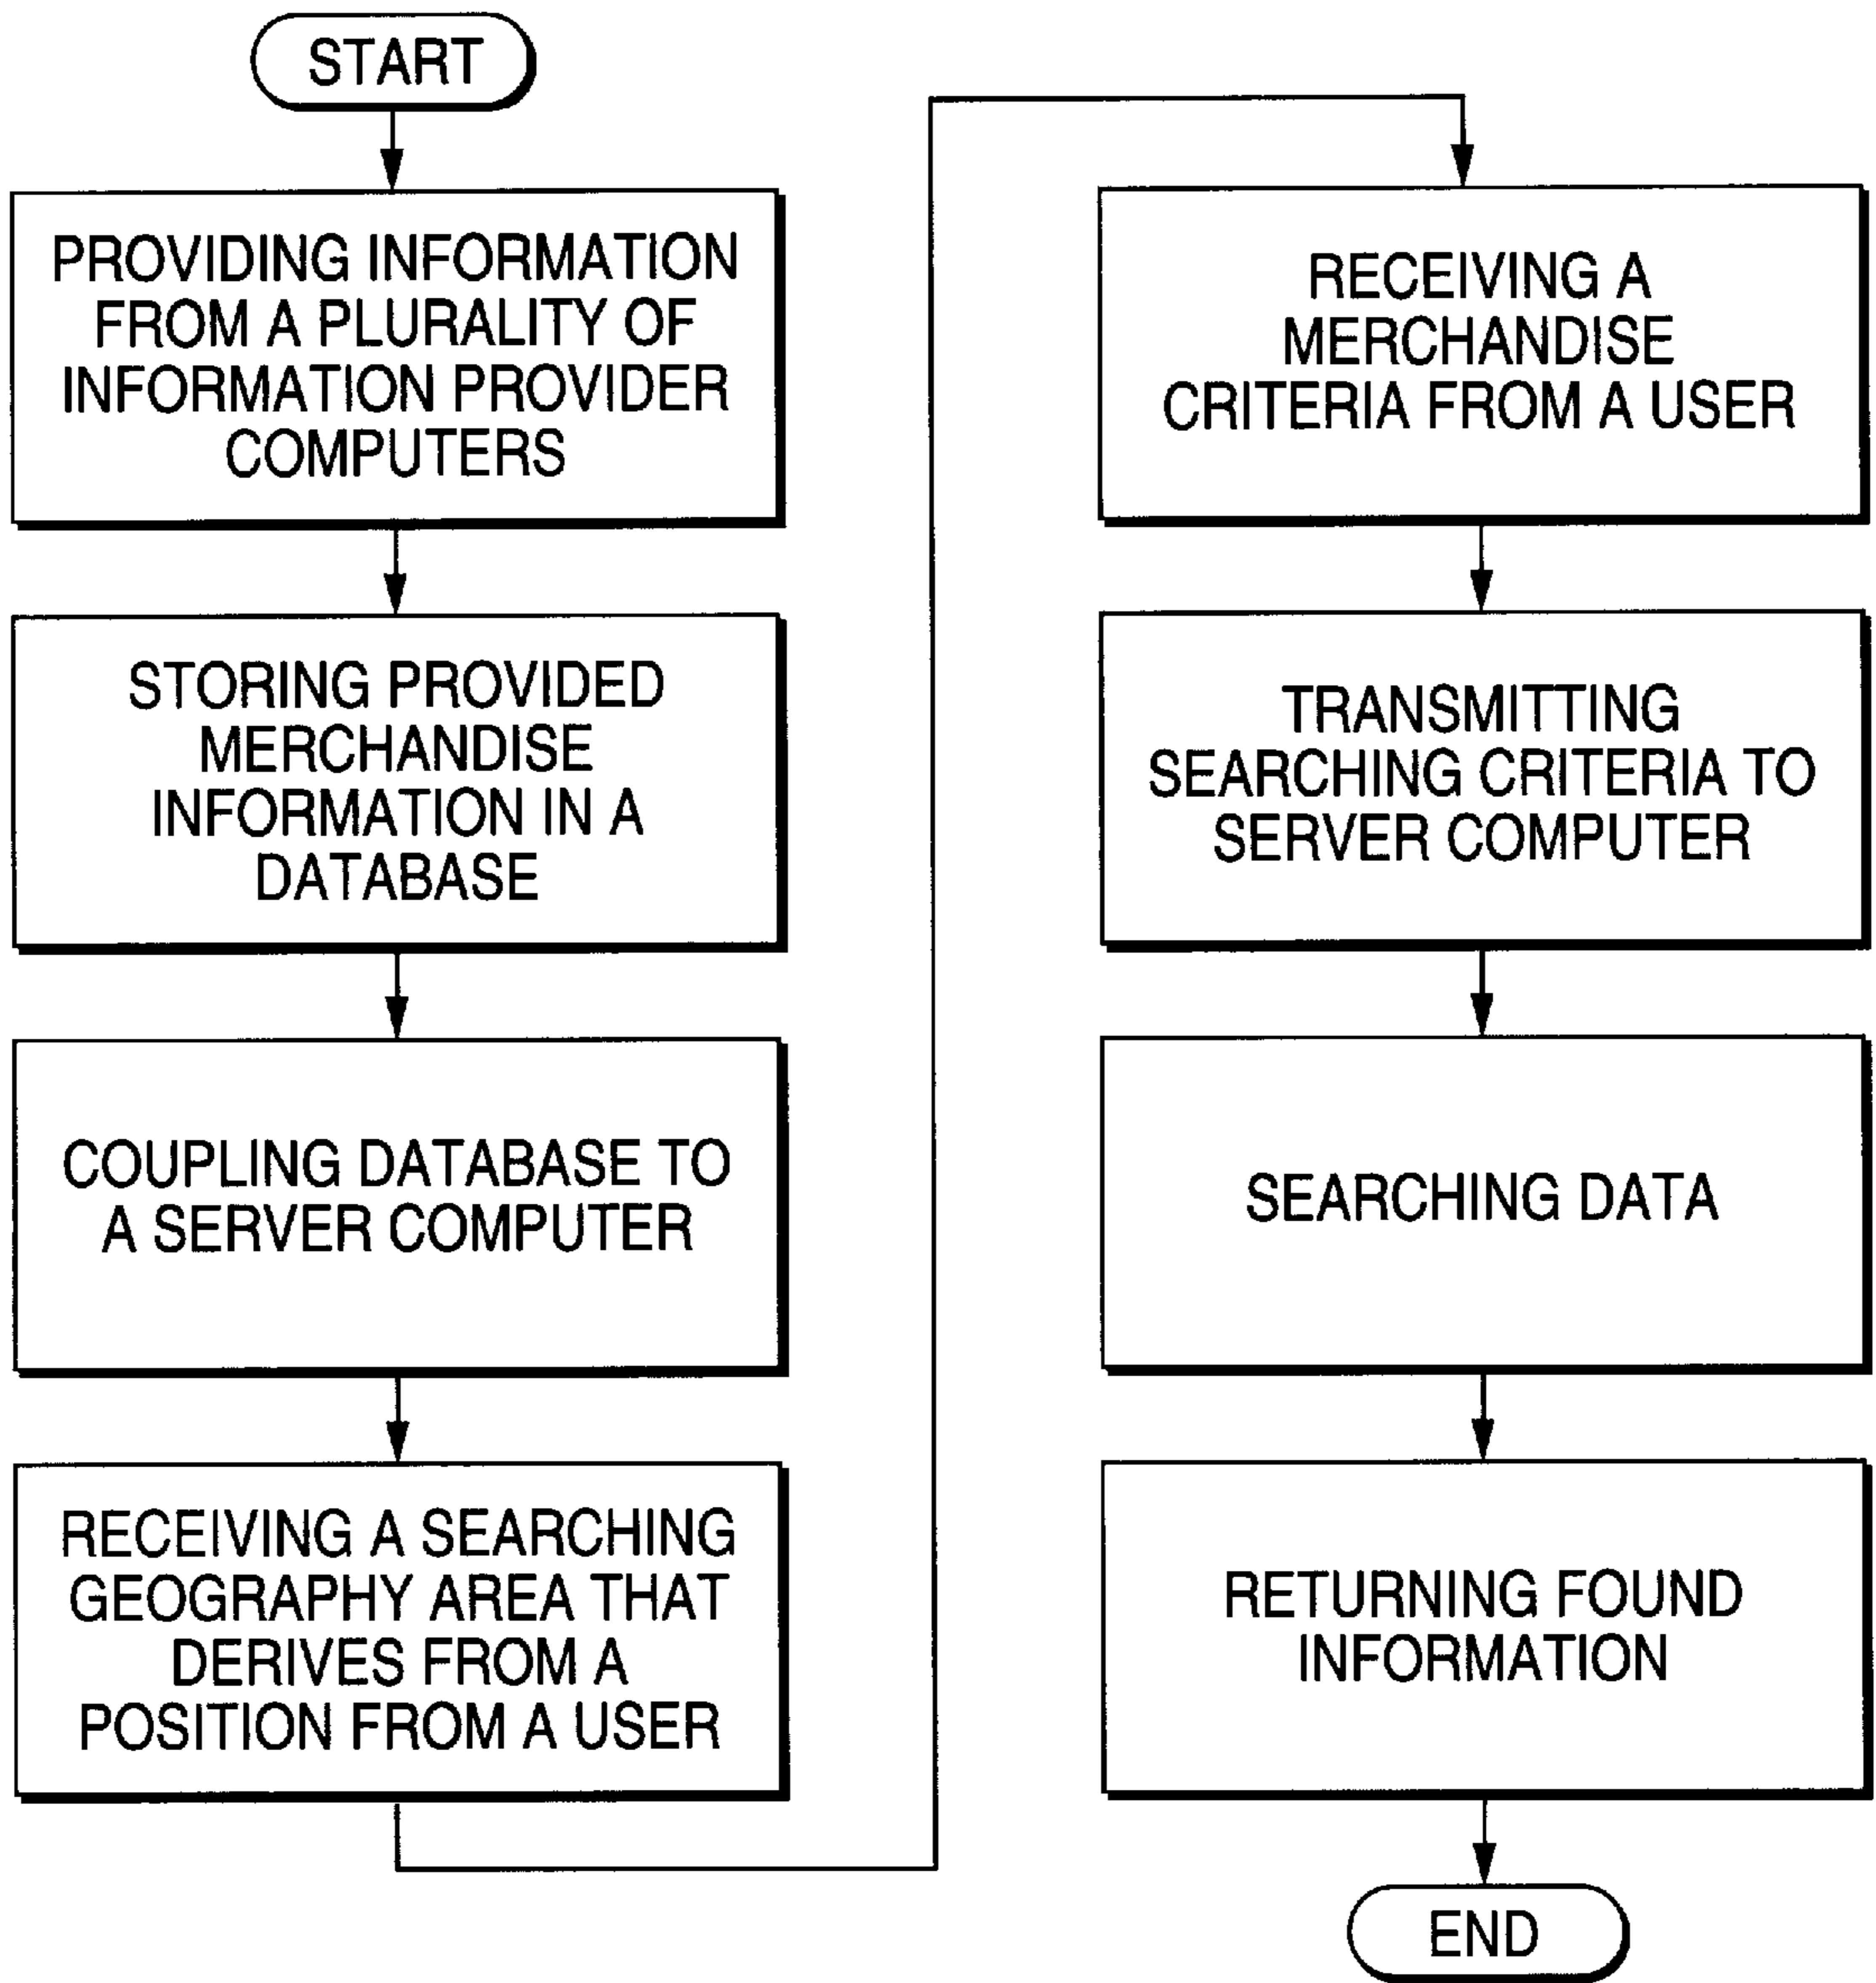 START
PROVIDING INFORMATION
FROM A PLURALITY OF
INFORMATION PROVIDER
COMPUTERS
STORING PROVIDED
MERCHANDISE
INFORMATION IN A
DATABASE
COUPLING DATABASE TO
A SERVER COMPUTER
RECEIVING A SEARCHING
GEOGRAPHY AREA THAT
DERIVES FROM A
POSITION FROM A USER
RECEIVING A
MERCHANDISE
CRITERIA FROM A USER
TRANSMITTING
SEARCHING CRITERIA TO
SERVER COMPUTER
SEARCHING DATA
RETURNING FOUND
INFORMATION
END